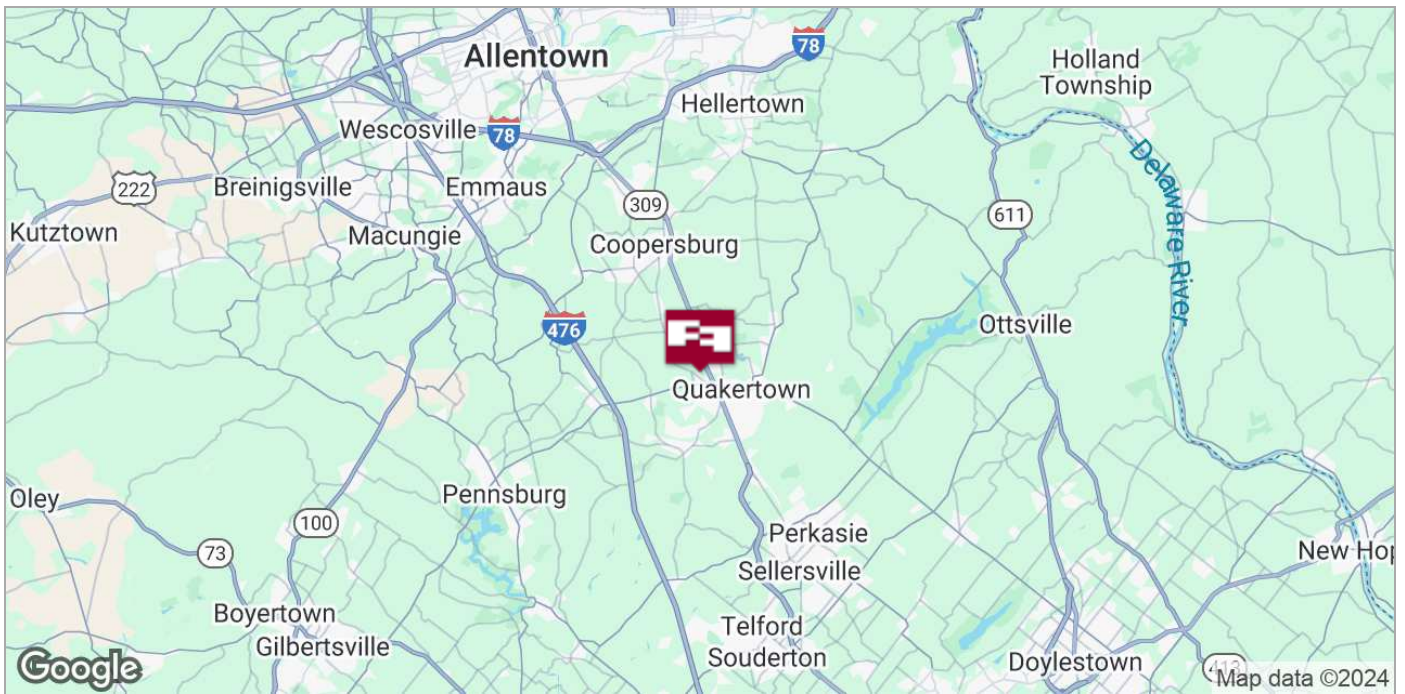 Allentown
78
Holland
Township
Hellertown
Wescosville
78
222
Breinigsville
Emmaus
309
611
Delaware River
Kutztown
Macungie
Coopersburg
476
Ottsville
Quakertown
Oley
Pennsburg
100
73
Perkasie
Sellersville
New Hop
Boyertown
Gilbertsville
Telford
Souderton
Doylestown
413
Google
Map data ©2024